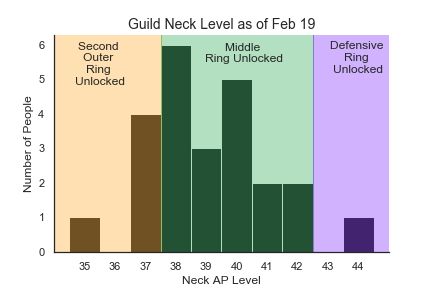 Guild Neck Level as of Feb 19
Second
Outer
Ring
Unlocked
Middle
Ring Unlocked
Defensive
Ring
Unlocked
Number of People
6
5
4
3
2
1
0
35 36 37 38 39 40 41 42 43 44
Neck AP Level